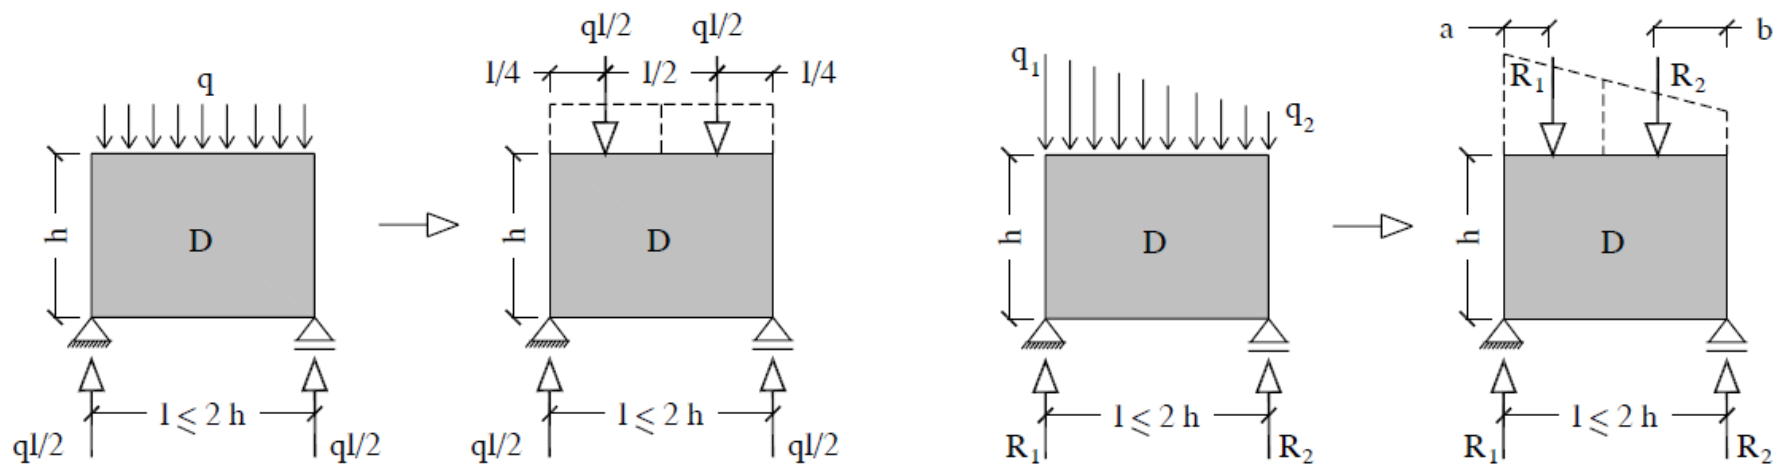 q
h
D
l ≤ 2 h
ql/2
ql/2
ql/2
ql/2
l/4
l/2
l/4
h
D
l ≤ 2 h
ql/2
ql/2
q₁
q₂
h
D
l ≤ 2 h
R₁
R₂
a
b
R₁
R₂
h
D
l ≤ 2 h
R₁
R₂